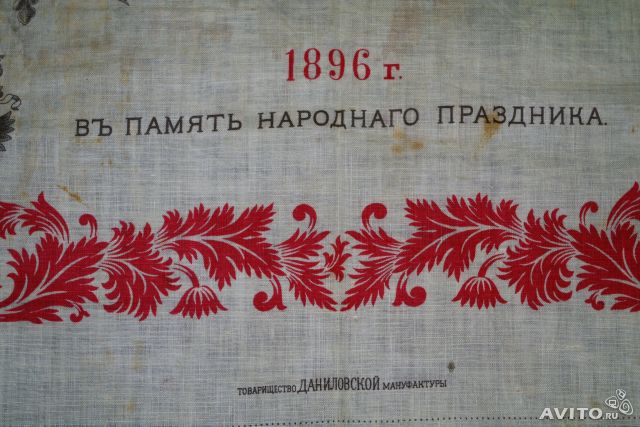 1896 г.
ВЪ ПАМЯТЬ НАРОДНАГО ПРАЗДНИКА.
ТОВАРИЩЕСТВО ДАНИЛОВСКОЙ МАНУФАКТУРЫ
AVITO.RU